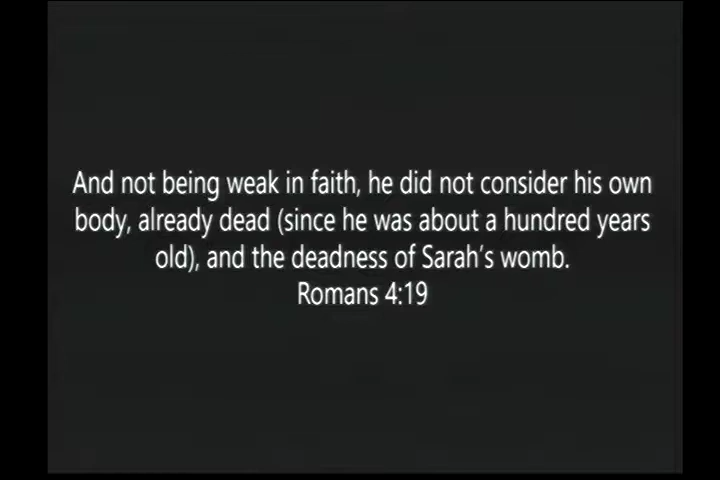 And not being weak in faith, he did not consider his own
body, already dead (since he was about a hundred years
old), and the deadness of Sarah's womb.
Romans 4:19